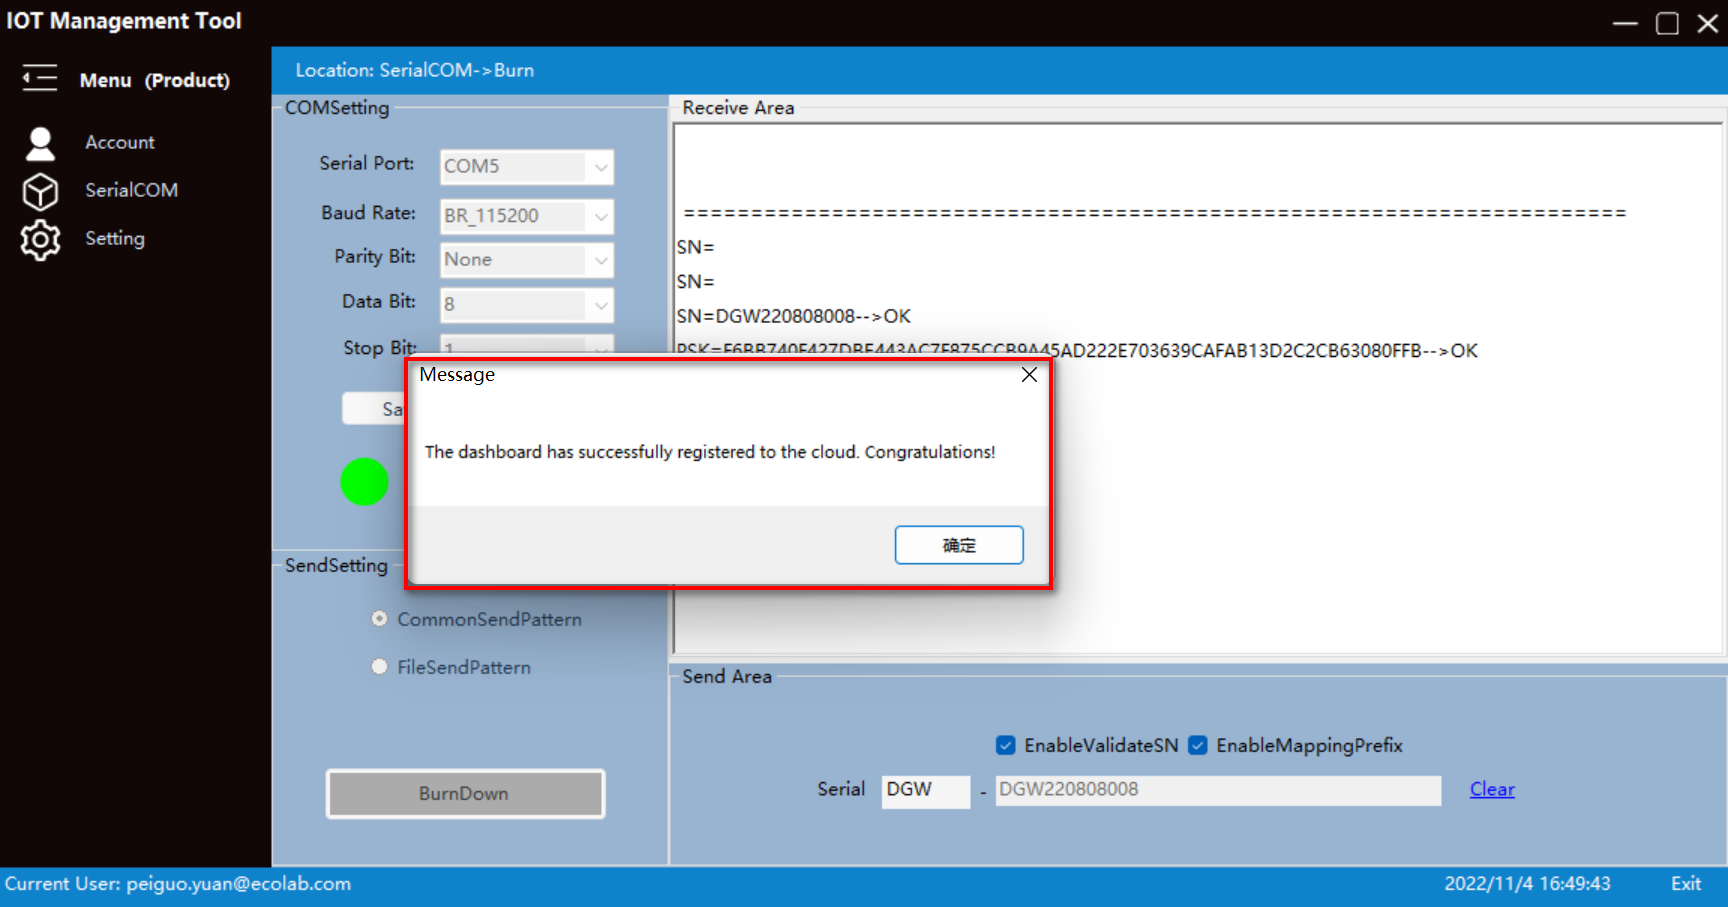 IOT Management Tool
Menu (Product)
Account
SerialCOM
Setting
Location: SerialCOM->Burn
COMSetting
Serial Port: COM5
Baud Rate: BR_115200
Parity Bit: None
Data Bit: 8
Stop Bit: 1
Sa
SendSetting
CommonSendPattern
FileSendPattern
BurnDown
Receive Area
======================================================================
SN=
SN=
SN=DGW220808008-->OK
PSK=F6BB740F427DBE443AC7F875CCB9A45AD222E703639CAFAB13D2C2CB63080FFB-->OK
Message
The dashboard has successfully registered to the cloud. Congratulations!
确定
Send Area
EnableValidateSN EnableMappingPrefix
Serial DGW - DGW220808008 Clear
Current User: peiguo.yuan@ecolab.com 2022/11/4 16:49:43 Exit